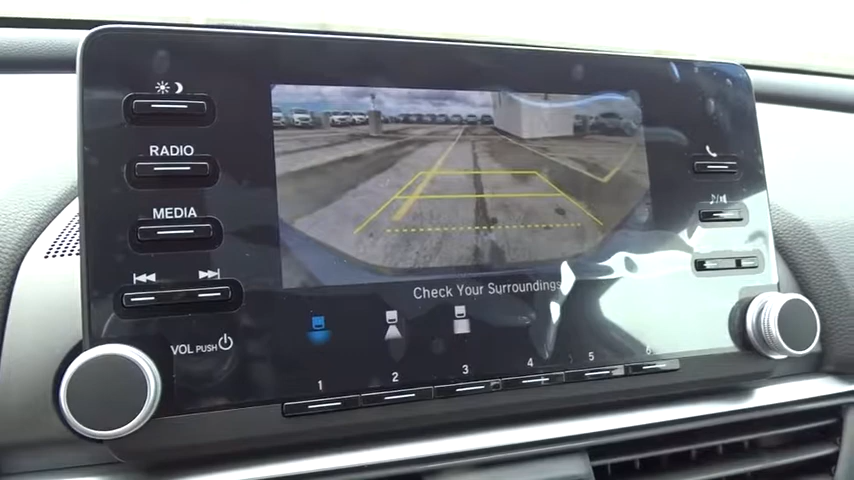 RADIO
MEDIA
VOL PUSH
Check Your Surroundings
1 2 3 4 5 6